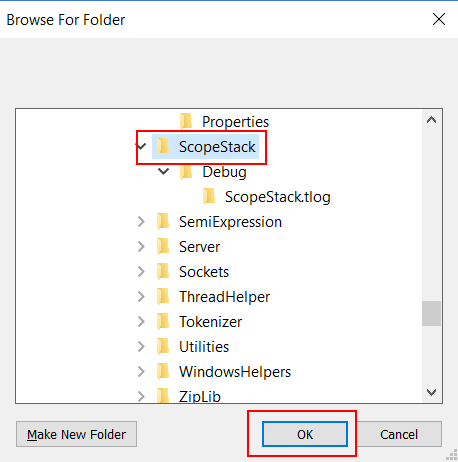 Browse For Folder
Properties
ScopeStack
Debug
ScopeStack.tlog
SemiExpression
Server
Sockets
ThreadHelper
Tokenizer
Utilities
WindowsHelpers
ZipLib
Make New Folder
OK
Cancel